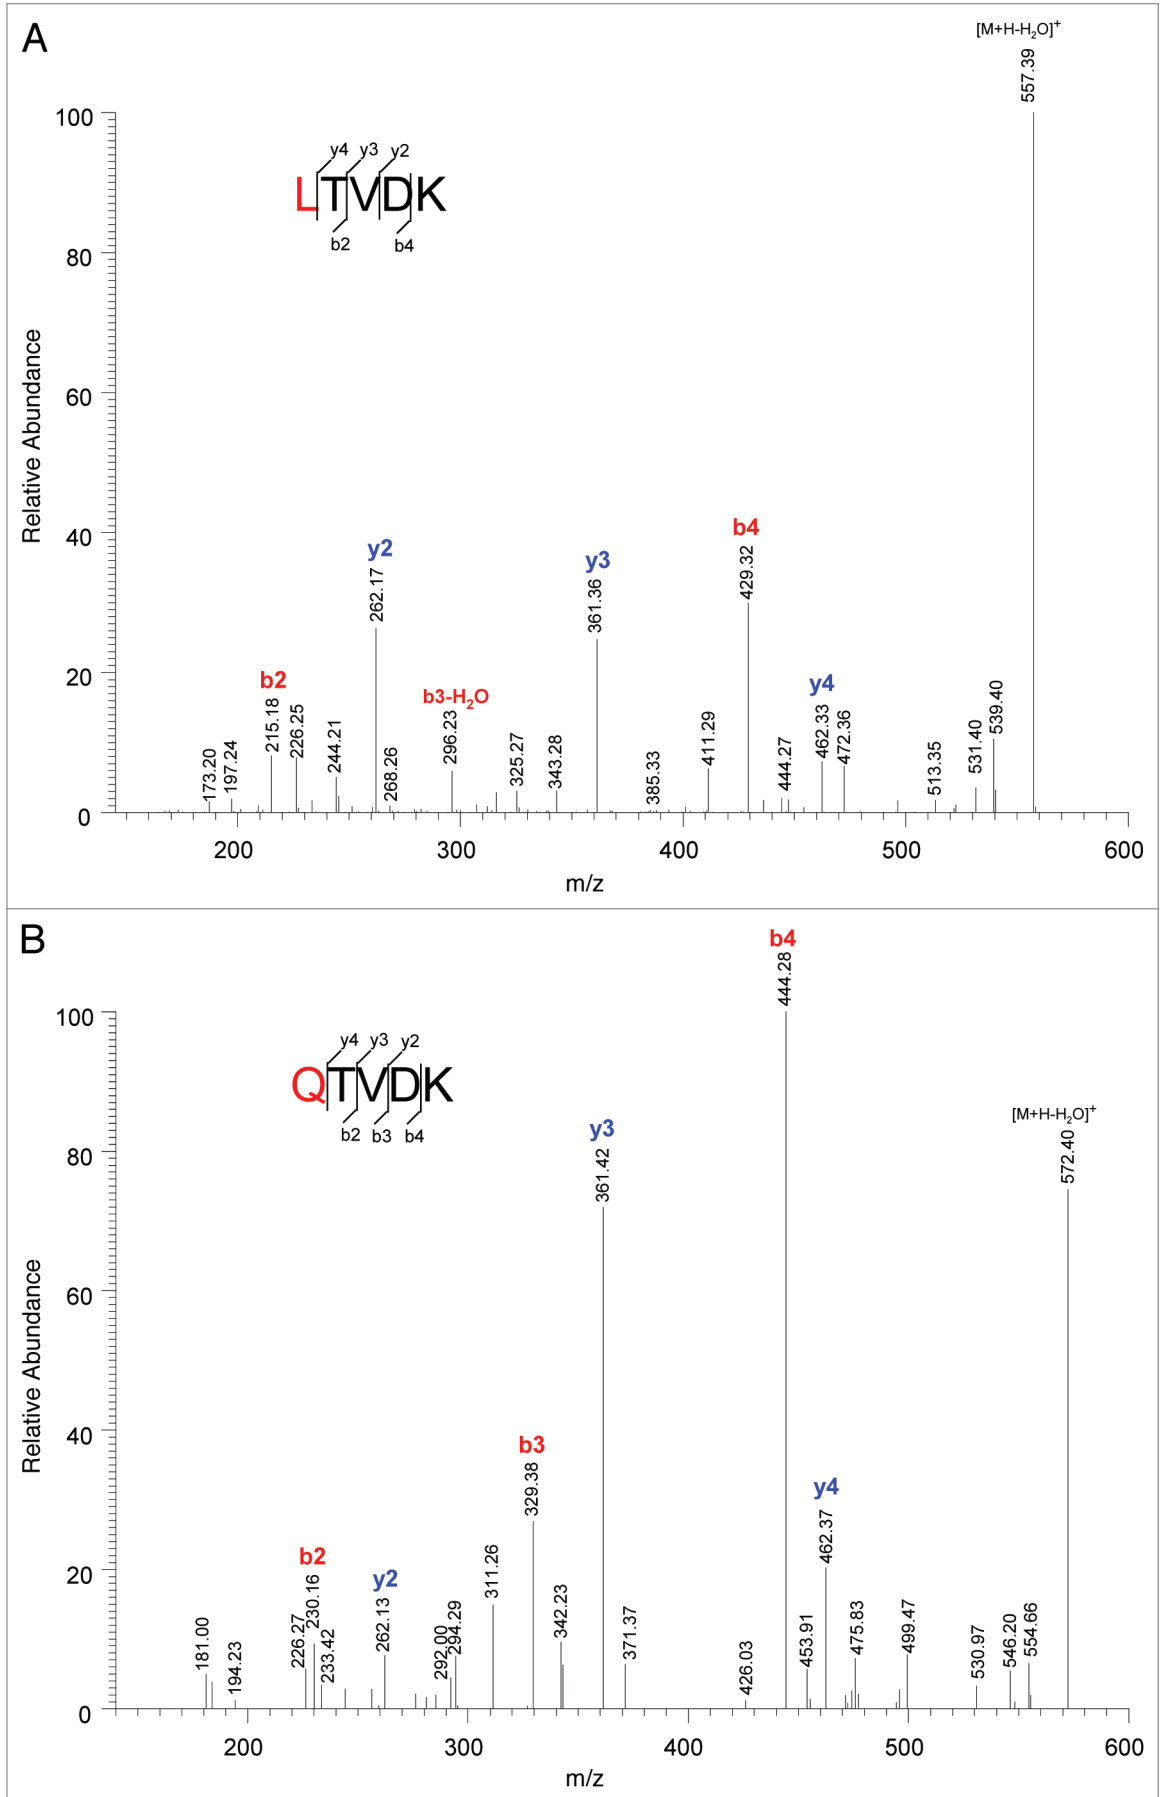 A
[M+H-H2O]+
557.39
100
80
60
40
20
0
Relative Abundance
y4 y3 y2
LTVDK
b2 b4
b2
215.18
y2
262.17
b3-H2O
296.23
y3
361.36
b4
429.32
y4
462.33
173.20
197.24
226.25
244.21
268.26
325.27
343.28
385.33
411.29
444.27
472.36
513.35
531.40
539.40
200 300 400 500 600
m/z
B
b4
444.28
100
80
60
40
20
0
Relative Abundance
y4 y3 y2
QTVDK
b2 b3 b4
[M+H-H2O]+
572.40
y3
361.42
b3
329.38
y4
462.37
b2
230.16
y2
262.13
181.00
194.23
226.27
233.42
292.00
294.29
311.26
342.23
371.37
426.03
453.91
475.83
499.47
530.97
546.20
554.66
200 300 400 500 600
m/z